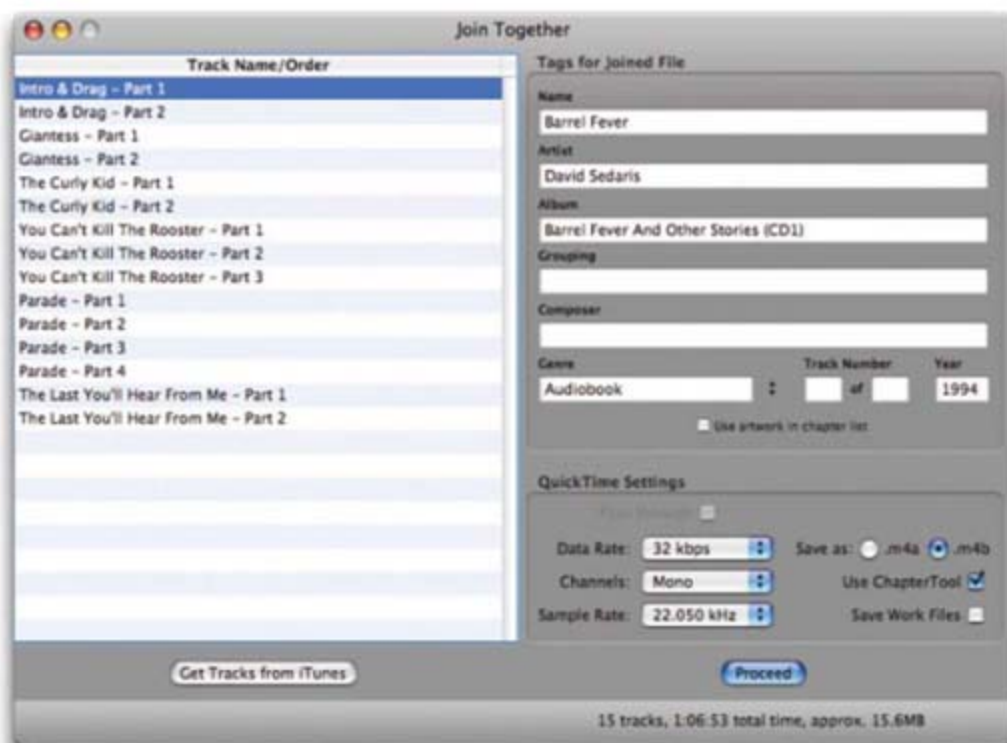 Join Together
Track Name/Order
Intro & Drag – Part 1
Intro & Drag – Part 2
Giantess – Part 1
Giantess – Part 2
The Curly Kid – Part 1
The Curly Kid – Part 2
You Can't Kill The Rooster – Part 1
You Can't Kill The Rooster – Part 2
You Can't Kill The Rooster – Part 3
Parade – Part 1
Parade – Part 2
Parade – Part 3
Parade – Part 4
The Last You'll Hear From Me – Part 1
The Last You'll Hear From Me – Part 2
Get Tracks from iTunes
Tags for Joined File
Name
Barrel Fever
Artist
David Sedaris
Album
Barrel Fever And Other Stories (CD1)
Grouping
Composer
Genre Track Number Year
Audiobook of 1994
Use artwork in chapter list
QuickTime Settings
Pass through
Data Rate: 32 kbps Save as: .m4a .m4b
Channels: Mono Use ChapterTool
Sample Rate: 22.050 kHz Save Work Files
Proceed
15 tracks, 1:06:53 total time, approx. 15.6MB